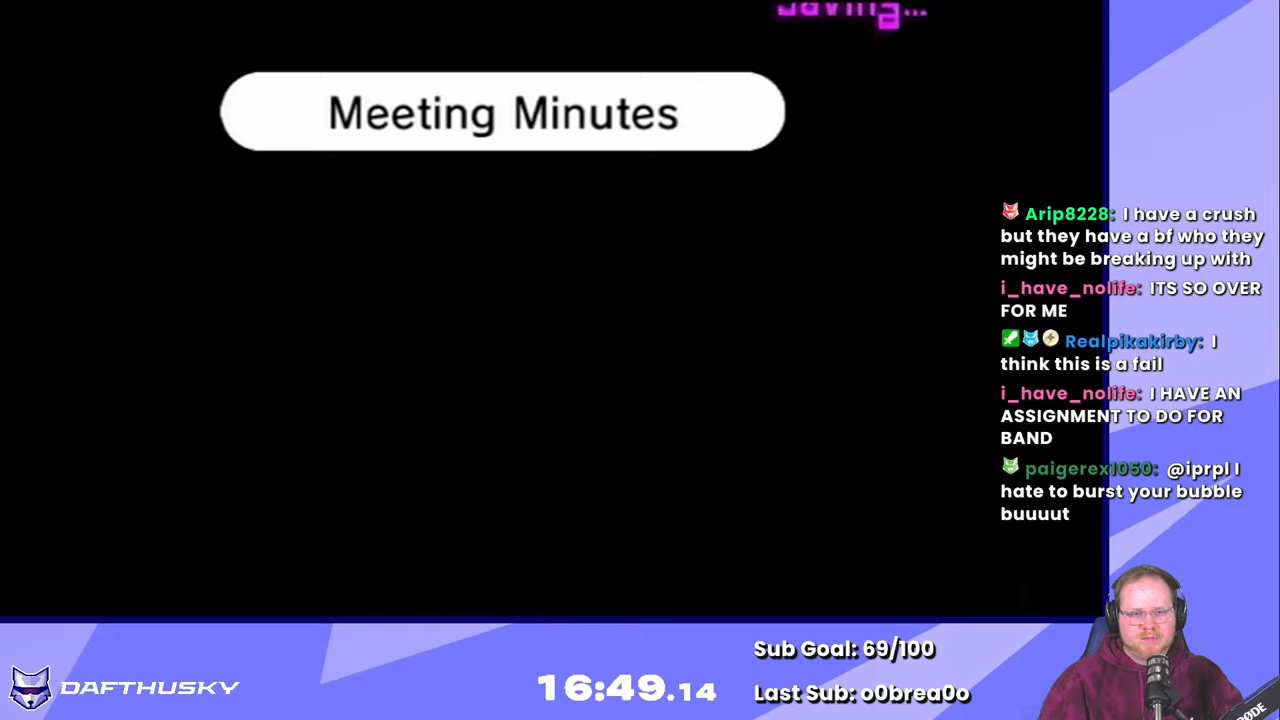 Saving...
Meeting Minutes
Arip8228: I have a crush
but they have a bf who they
might be breaking up with
i_have_nolife: ITS SO OVER
FOR ME
Realpikakirby: I
think this is a fail
i_have_nolife: I HAVE AN
ASSIGNMENT TO DO FOR
BAND
paigerex1050: @iprpl I
hate to burst your bubble
buuuut
Sub Goal: 69/100
DAFTHUSKY
16:49.14
Last Sub: o0brea0o
RØDE